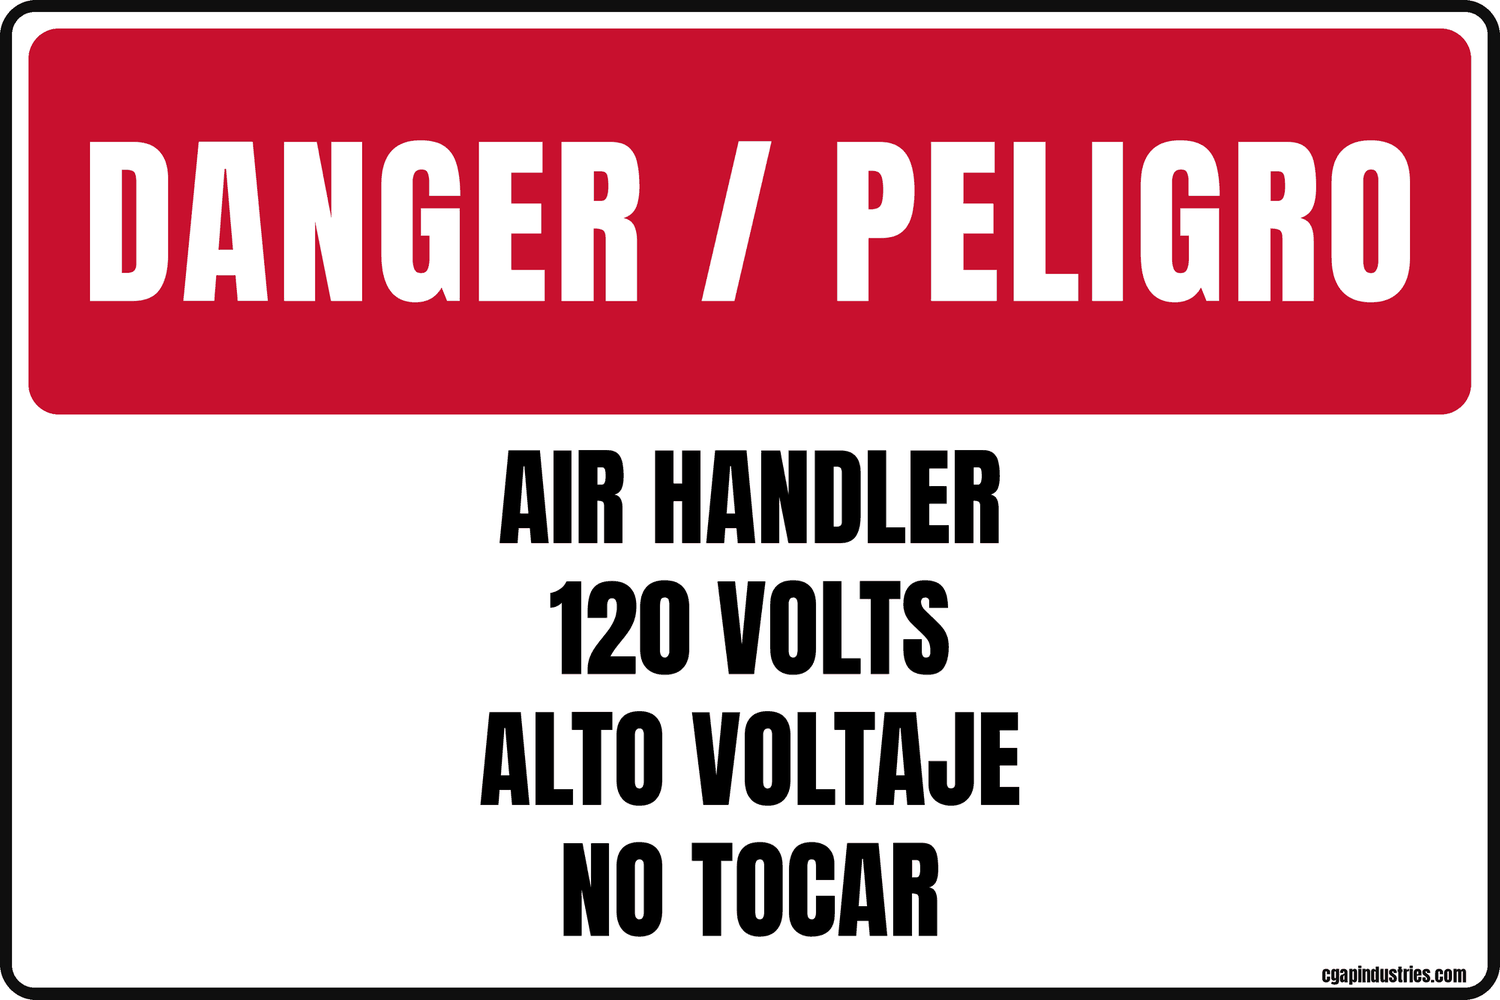 DANGER / PELIGRO
AIR HANDLER
120 VOLTS
ALTO VOLTAJE
NO TOCAR
cgapindustries.com